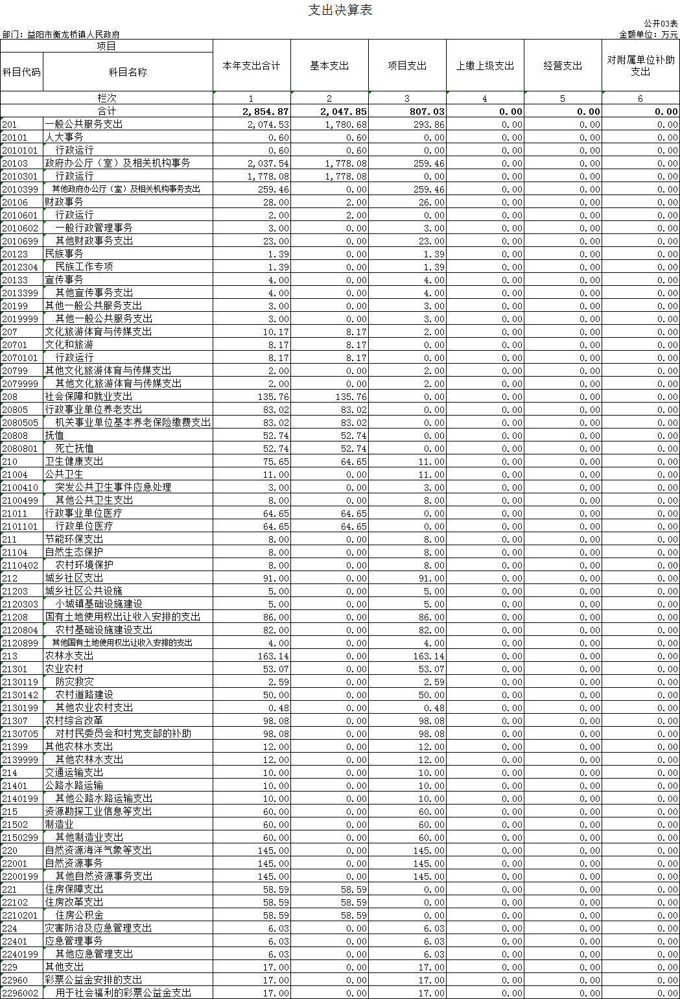 支出决算表
公开03表
部门：益阳市衡龙桥镇人民政府 金额单位：万元
项目 本年支出合计 基本支出 项目支出 上缴上级支出 经营支出 对附属单位补助支出
科目代码 科目名称
栏次 1 2 3 4 5 6
合计 2,854.87 2,047.85 807.03 0.00 0.00 0.00
201 一般公共服务支出 2,074.53 1,780.68 293.86 0.00 0.00 0.00
20101 人大事务 0.60 0.60 0.00 0.00 0.00 0.00
2010101 行政运行 0.60 0.60 0.00 0.00 0.00 0.00
20103 政府办公厅（室）及相关机构事务 2,037.54 1,778.08 259.46 0.00 0.00 0.00
2010301 行政运行 1,778.08 1,778.08 0.00 0.00 0.00 0.00
2010399 其他政府办公厅（室）及相关机构事务支出 259.46 0.00 259.46 0.00 0.00 0.00
20106 财政事务 28.00 2.00 26.00 0.00 0.00 0.00
2010601 行政运行 2.00 2.00 0.00 0.00 0.00 0.00
2010602 一般行政管理事务 3.00 0.00 3.00 0.00 0.00 0.00
2010699 其他财政事务支出 23.00 0.00 23.00 0.00 0.00 0.00
20123 民族事务 1.39 0.00 1.39 0.00 0.00 0.00
2012304 民族工作专项 1.39 0.00 1.39 0.00 0.00 0.00
20133 宣传事务 4.00 0.00 4.00 0.00 0.00 0.00
2013399 其他宣传事务支出 4.00 0.00 4.00 0.00 0.00 0.00
20199 其他一般公共服务支出 3.00 0.00 3.00 0.00 0.00 0.00
2019999 其他一般公共服务支出 3.00 0.00 3.00 0.00 0.00 0.00
207 文化旅游体育与传媒支出 10.17 8.17 2.00 0.00 0.00 0.00
20701 文化和旅游 8.17 8.17 0.00 0.00 0.00 0.00
2070101 行政运行 8.17 8.17 0.00 0.00 0.00 0.00
20799 其他文化旅游体育与传媒支出 2.00 0.00 2.00 0.00 0.00 0.00
2079999 其他文化旅游体育与传媒支出 2.00 0.00 2.00 0.00 0.00 0.00
208 社会保障和就业支出 135.76 135.76 0.00 0.00 0.00 0.00
20805 行政事业单位养老支出 83.02 83.02 0.00 0.00 0.00 0.00
2080505 机关事业单位基本养老保险缴费支出 83.02 83.02 0.00 0.00 0.00 0.00
20808 抚恤 52.74 52.74 0.00 0.00 0.00 0.00
2080801 死亡抚恤 52.74 52.74 0.00 0.00 0.00 0.00
210 卫生健康支出 75.65 64.65 11.00 0.00 0.00 0.00
21004 公共卫生 11.00 0.00 11.00 0.00 0.00 0.00
2100410 突发公共卫生事件应急处理 3.00 0.00 3.00 0.00 0.00 0.00
2100499 其他公共卫生支出 8.00 0.00 8.00 0.00 0.00 0.00
21011 行政事业单位医疗 64.65 64.65 0.00 0.00 0.00 0.00
2101101 行政单位医疗 64.65 64.65 0.00 0.00 0.00 0.00
211 节能环保支出 8.00 0.00 8.00 0.00 0.00 0.00
21104 自然生态保护 8.00 0.00 8.00 0.00 0.00 0.00
2110402 农村环境保护 8.00 0.00 8.00 0.00 0.00 0.00
212 城乡社区支出 91.00 0.00 91.00 0.00 0.00 0.00
21203 城乡社区公共设施 5.00 0.00 5.00 0.00 0.00 0.00
2120303 小城镇基础设施建设 5.00 0.00 5.00 0.00 0.00 0.00
21208 国有土地使用权出让收入安排的支出 86.00 0.00 86.00 0.00 0.00 0.00
2120804 农村基础设施建设支出 82.00 0.00 82.00 0.00 0.00 0.00
2120899 其他国有土地使用权出让收入安排的支出 4.00 0.00 4.00 0.00 0.00 0.00
213 农林水支出 163.14 0.00 163.14 0.00 0.00 0.00
21301 农业农村 53.07 0.00 53.07 0.00 0.00 0.00
2130119 防灾救灾 2.59 0.00 2.59 0.00 0.00 0.00
2130142 农村道路建设 50.00 0.00 50.00 0.00 0.00 0.00
2130199 其他农业农村支出 0.48 0.00 0.48 0.00 0.00 0.00
21307 农村综合改革 98.08 0.00 98.08 0.00 0.00 0.00
2130705 对村民委员会和村党支部的补助 98.08 0.00 98.08 0.00 0.00 0.00
21399 其他农林水支出 12.00 0.00 12.00 0.00 0.00 0.00
2139999 其他农林水支出 12.00 0.00 12.00 0.00 0.00 0.00
214 交通运输支出 10.00 0.00 10.00 0.00 0.00 0.00
21401 公路水路运输 10.00 0.00 10.00 0.00 0.00 0.00
2140199 其他公路水路运输支出 10.00 0.00 10.00 0.00 0.00 0.00
215 资源勘探工业信息等支出 60.00 0.00 60.00 0.00 0.00 0.00
21502 制造业 60.00 0.00 60.00 0.00 0.00 0.00
2150299 其他制造业支出 60.00 0.00 60.00 0.00 0.00 0.00
220 自然资源海洋气象等支出 145.00 0.00 145.00 0.00 0.00 0.00
22001 自然资源事务 145.00 0.00 145.00 0.00 0.00 0.00
2200199 其他自然资源事务支出 145.00 0.00 145.00 0.00 0.00 0.00
221 住房保障支出 58.59 58.59 0.00 0.00 0.00 0.00
22102 住房改革支出 58.59 58.59 0.00 0.00 0.00 0.00
2210201 住房公积金 58.59 58.59 0.00 0.00 0.00 0.00
224 灾害防治及应急管理支出 6.03 0.00 6.03 0.00 0.00 0.00
22401 应急管理事务 6.03 0.00 6.03 0.00 0.00 0.00
2240199 其他应急管理支出 6.03 0.00 6.03 0.00 0.00 0.00
229 其他支出 17.00 0.00 17.00 0.00 0.00 0.00
22960 彩票公益金安排的支出 17.00 0.00 17.00 0.00 0.00 0.00
2296002 用于社会福利的彩票公益金支出 17.00 0.00 17.00 0.00 0.00 0.00